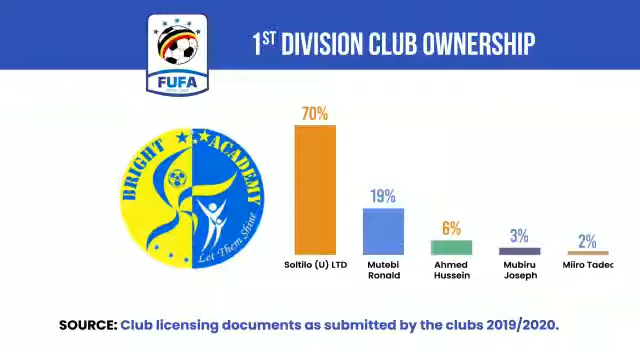 1ST DIVISION CLUB OWNERSHIP
FUFA
BRIGHT ACADEMY
Let Them Shine
70%
19%
6%
3%
2%
Soltilo (U) LTD
Mutebi
Ronald
Ahmed
Hussein
Mubiru
Joseph
Miiro Tadec
SOURCE: Club licensing documents as submitted by the clubs 2019/2020.